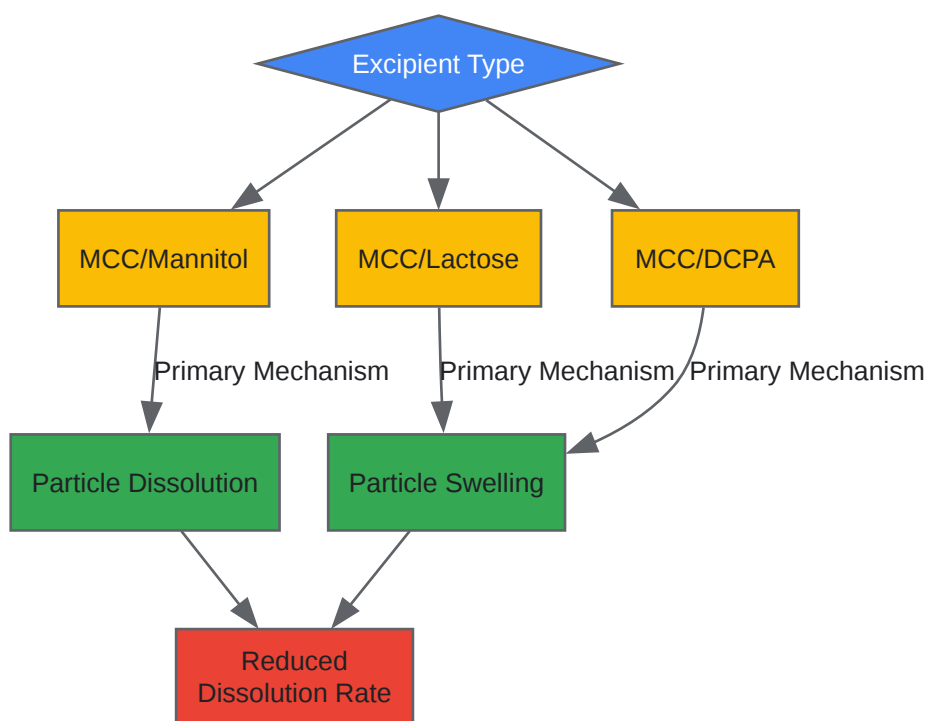 Excipient Type
MCC/Mannitol
MCC/Lactose
MCC/DCPA
Primary Mechanism
Primary Mechanism
Primary Mechanism
Particle Dissolution
Particle Swelling
Reduced
Dissolution Rate